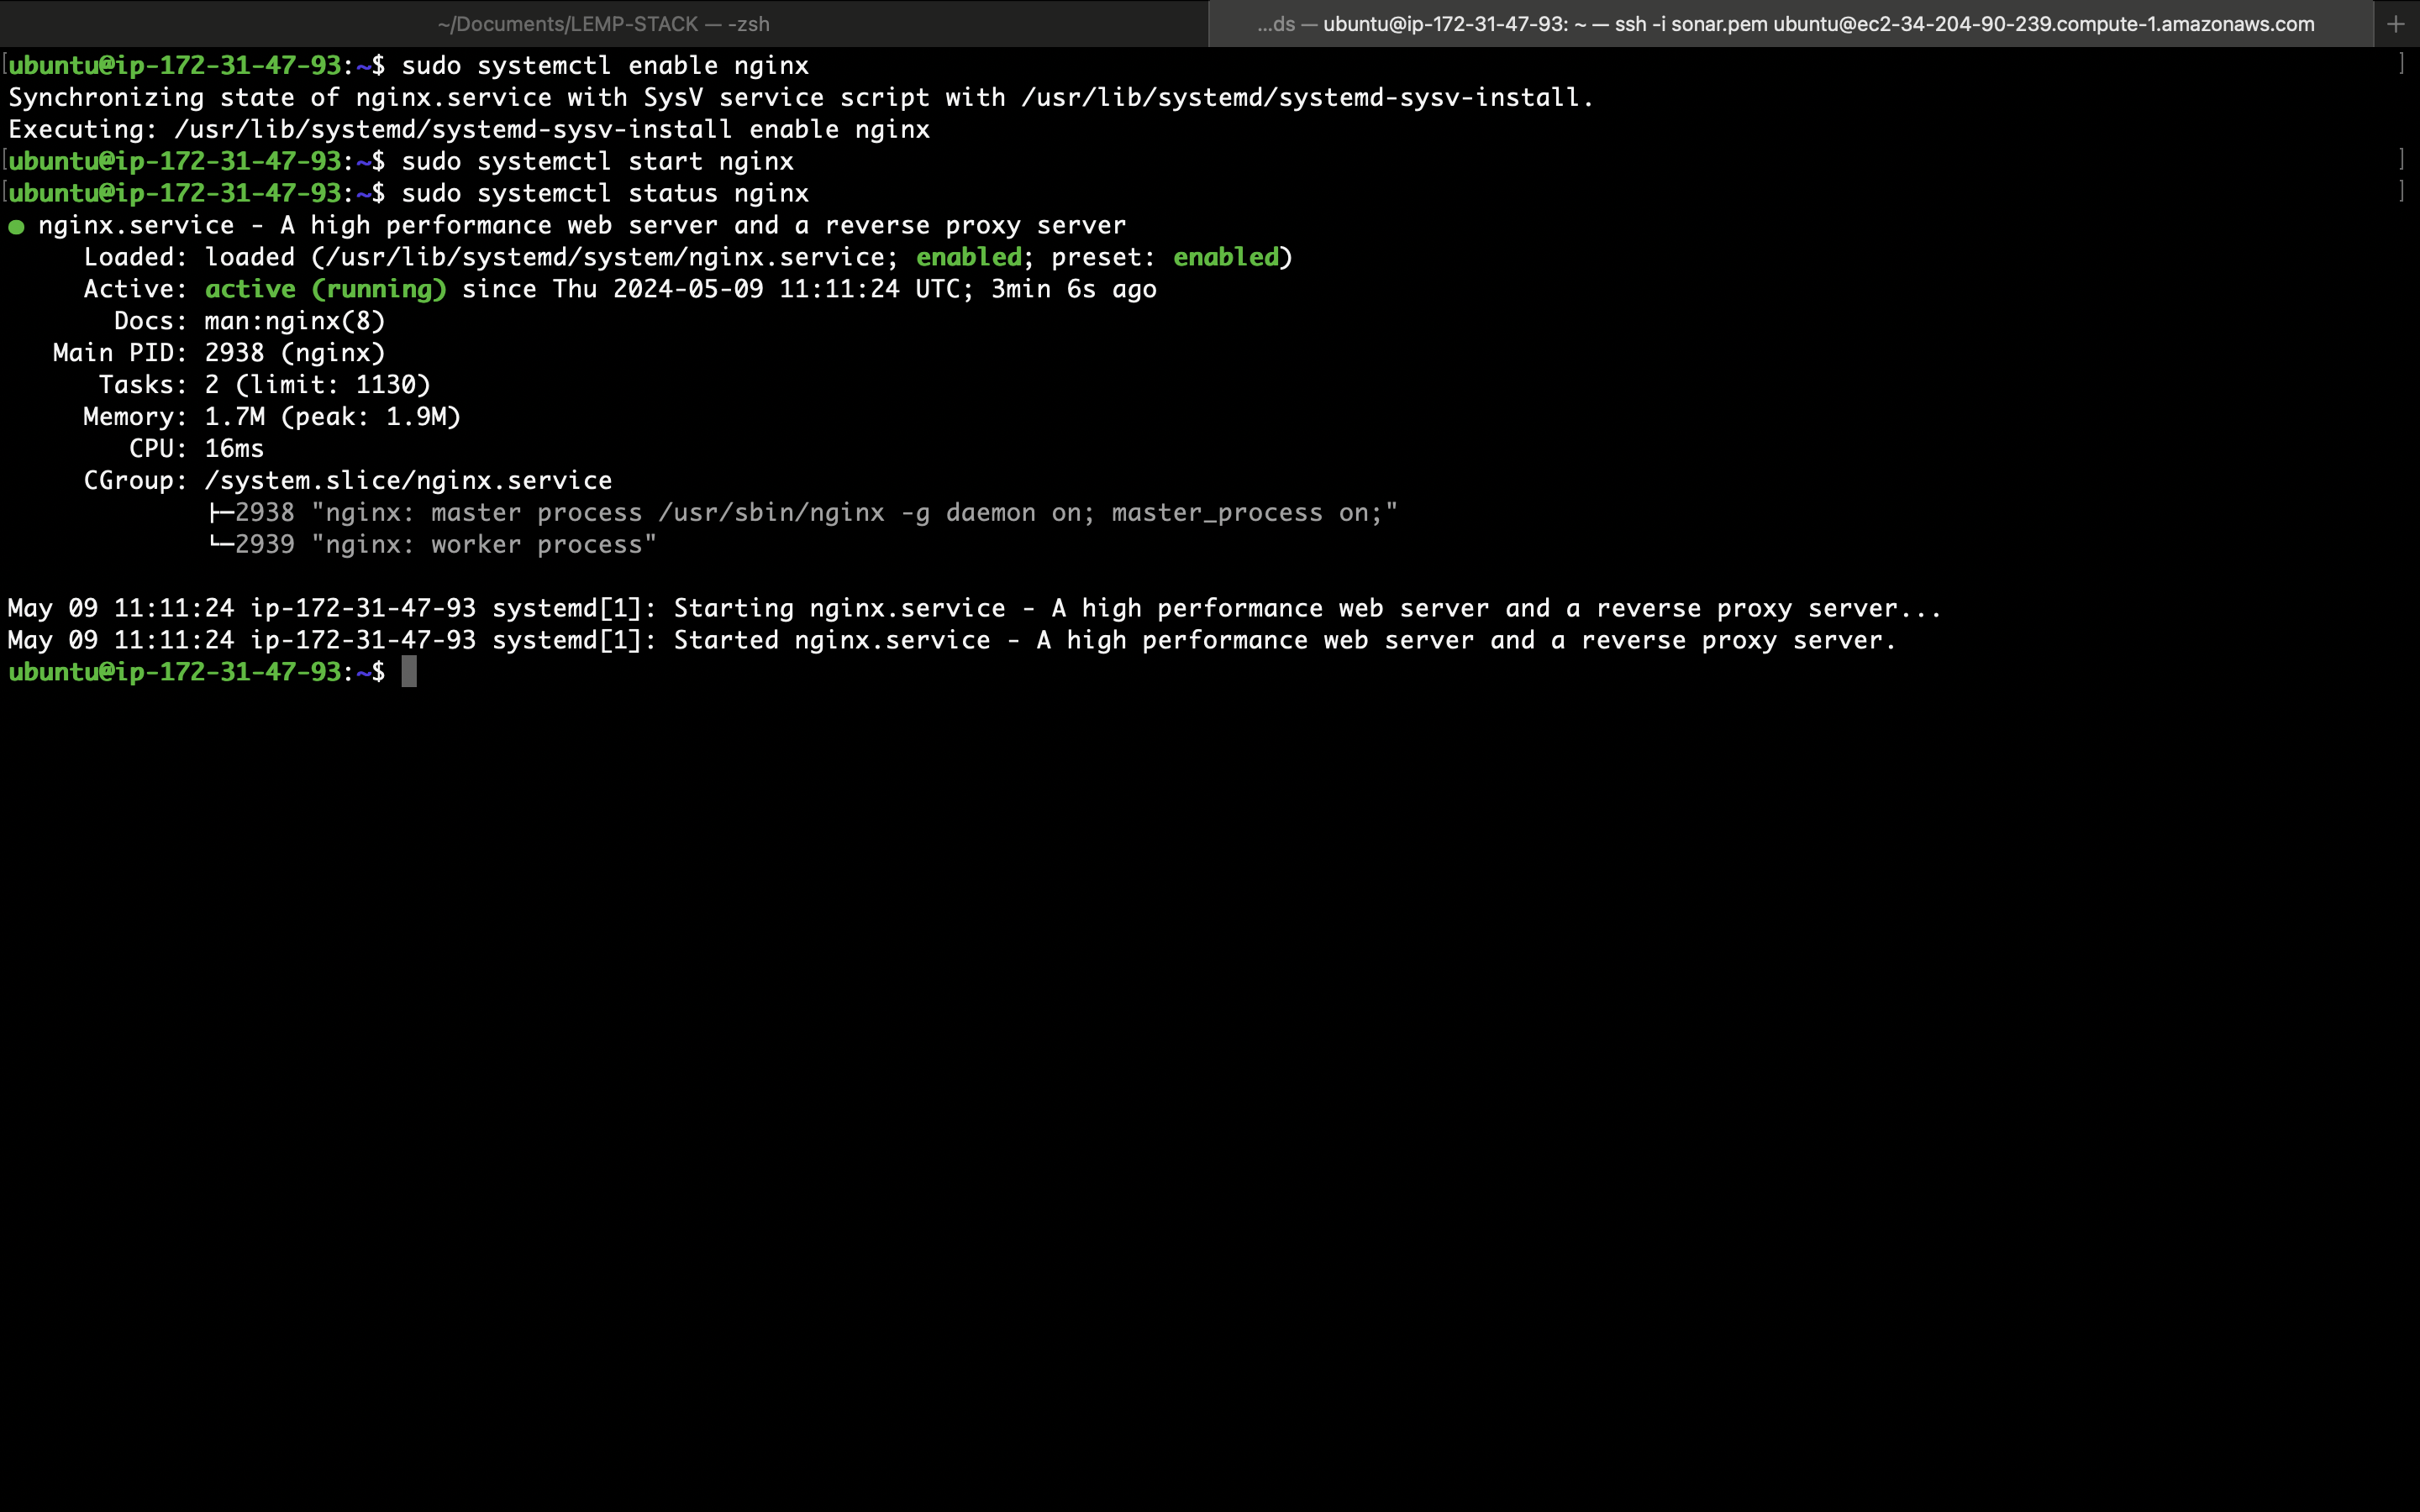 ~/Documents/LEMP-STACK — -zsh
...ds — ubuntu@ip-172-31-47-93: ~ — ssh -i sonar.pem ubuntu@ec2-34-204-90-239.compute-1.amazonaws.com +
[ubuntu@ip-172-31-47-93:~$ sudo systemctl enable nginx ]
Synchronizing state of nginx.service with SysV service script with /usr/lib/systemd/systemd-sysv-install.
Executing: /usr/lib/systemd/systemd-sysv-install enable nginx
[ubuntu@ip-172-31-47-93:~$ sudo systemctl start nginx ]
[ubuntu@ip-172-31-47-93:~$ sudo systemctl status nginx ]
● nginx.service - A high performance web server and a reverse proxy server
Loaded: loaded (/usr/lib/systemd/system/nginx.service; enabled; preset: enabled)
Active: active (running) since Thu 2024-05-09 11:11:24 UTC; 3min 6s ago
Docs: man:nginx(8)
Main PID: 2938 (nginx)
Tasks: 2 (limit: 1130)
Memory: 1.7M (peak: 1.9M)
CPU: 16ms
CGroup: /system.slice/nginx.service
├─2938 "nginx: master process /usr/sbin/nginx -g daemon on; master_process on;"
└─2939 "nginx: worker process"
May 09 11:11:24 ip-172-31-47-93 systemd[1]: Starting nginx.service - A high performance web server and a reverse proxy server...
May 09 11:11:24 ip-172-31-47-93 systemd[1]: Started nginx.service - A high performance web server and a reverse proxy server.
ubuntu@ip-172-31-47-93:~$